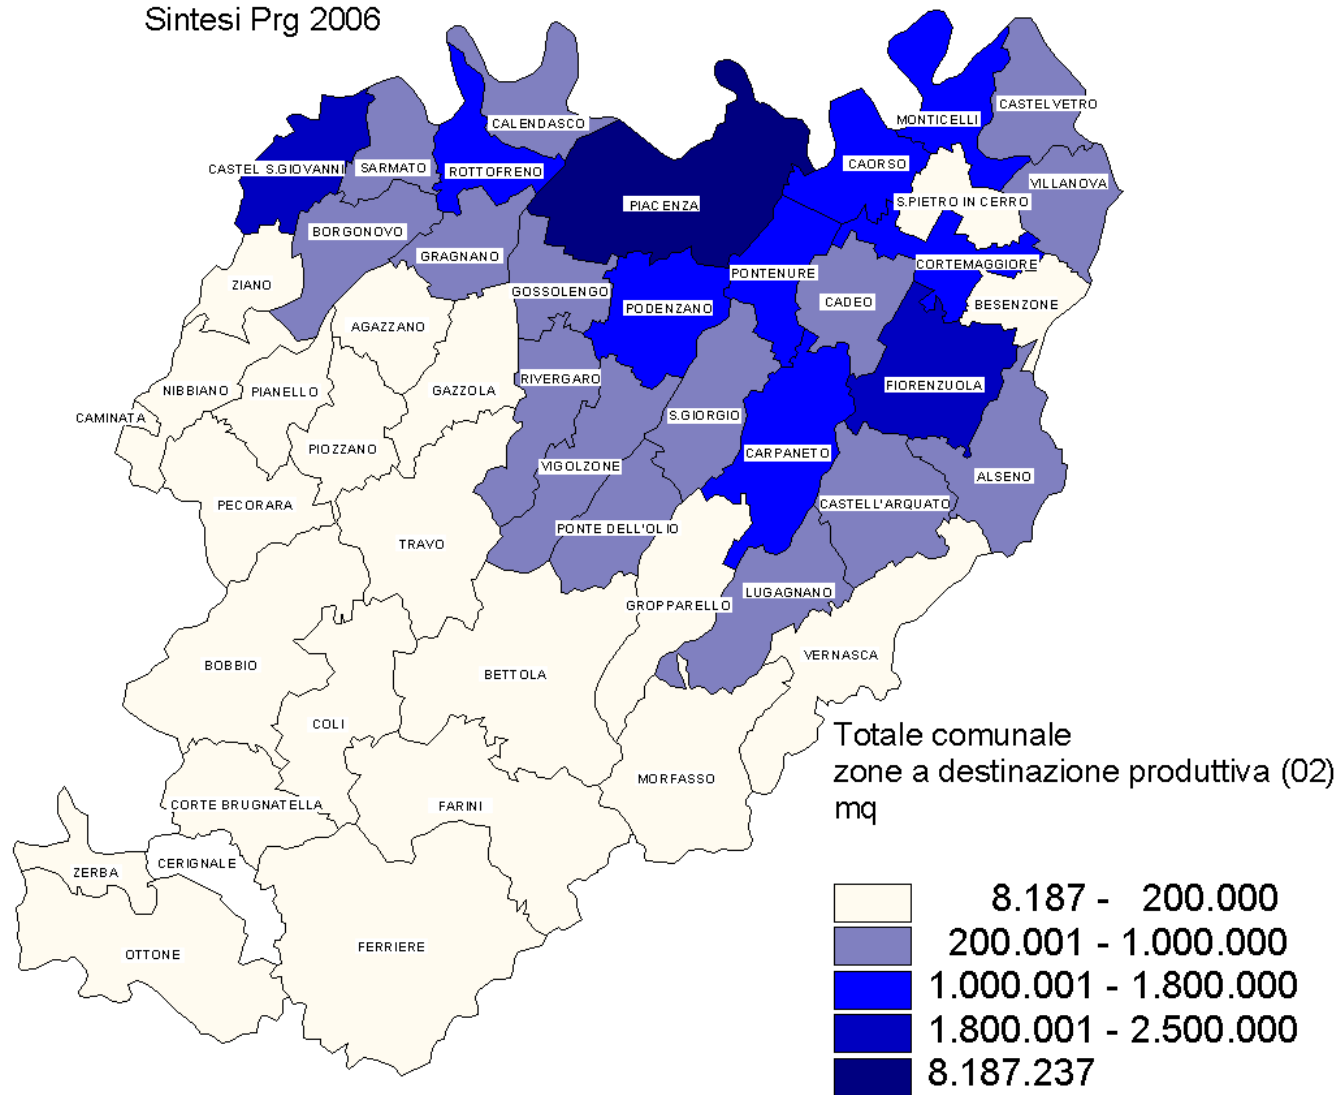 Sintesi Prg 2006
CASTELVETRO
MONTICELLI
CALENDASCO
CASTEL S.GIOVANNI
SARMATO
ROTTOFRENO
CAORSO
VILLANOVA
S.PIETRO IN CERRO
PIACENZA
BORGONOVO
GRAGNANO
CORTEMAGGIORE
PONTENURE
ZIANO
GOSSOLENGO
CADEO
BESENZONE
PODENZANO
AGAZZANO
RIVERGARO
FIORENZUOLA
NIBBIANO
PIANELLO
GAZZOLA
CAMINATA
S.GIORGIO
PIOZZANO
CARPANETO
VIGOLZONE
ALSENO
PECORARA
CASTELL'ARQUATO
PONTE DELL'OLIO
TRAVO
LUGAGNANO
GROPPARELLO
VERNASCA
BOBBIO
BETTOLA
COLI
MORFASSO
CORTE BRUGNATELLA
FARINI
CERIGNALE
ZERBA
FERRIERE
OTTONE
Totale comunale
zone a destinazione produttiva (02)
mq
8.187 - 200.000
200.001 - 1.000.000
1.000.001 - 1.800.000
1.800.001 - 2.500.000
8.187.237